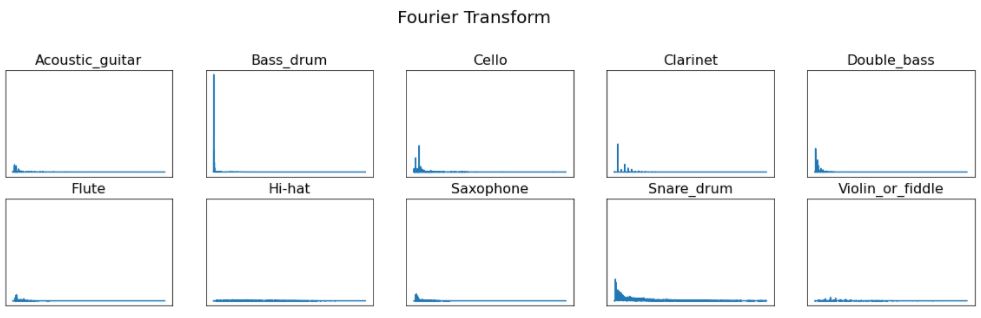 Fourier Transform
Acoustic_guitar
Bass_drum
Cello
Clarinet
Double_bass
Flute
Hi-hat
Saxophone
Snare_drum
Violin_or_fiddle